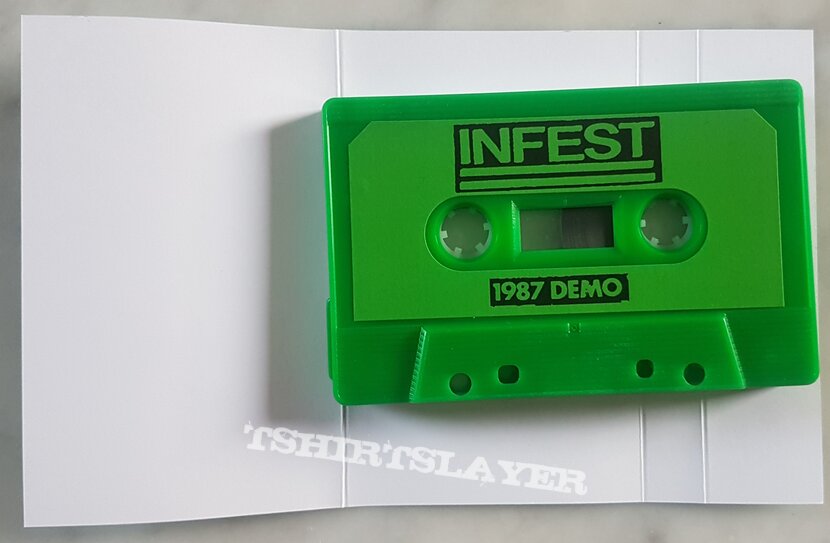 INFEST
1987 DEMO
TSHIRTSLAYER